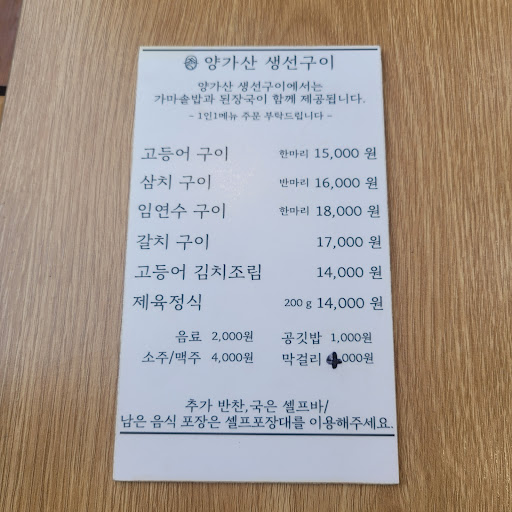 양가산 생선구이
양가산 생선구이에서는
가마솥밥과 된장국이 함께 제공됩니다.
- 1인1메뉴 주문 부탁드립니다 -
고등어 구이 한마리 15,000 원
삼치 구이 반마리 16,000 원
임연수 구이 한마리 18,000 원
갈치 구이 17,000 원
고등어 김치조림 14,000 원
제육정식 200 g 14,000 원
음료 2,000원 공깃밥 1,000원
소주/맥주 4,000원 막걸리 4,000원
추가 반찬,국은 셀프바/
남은 음식 포장은 셀프포장대를 이용해주세요.